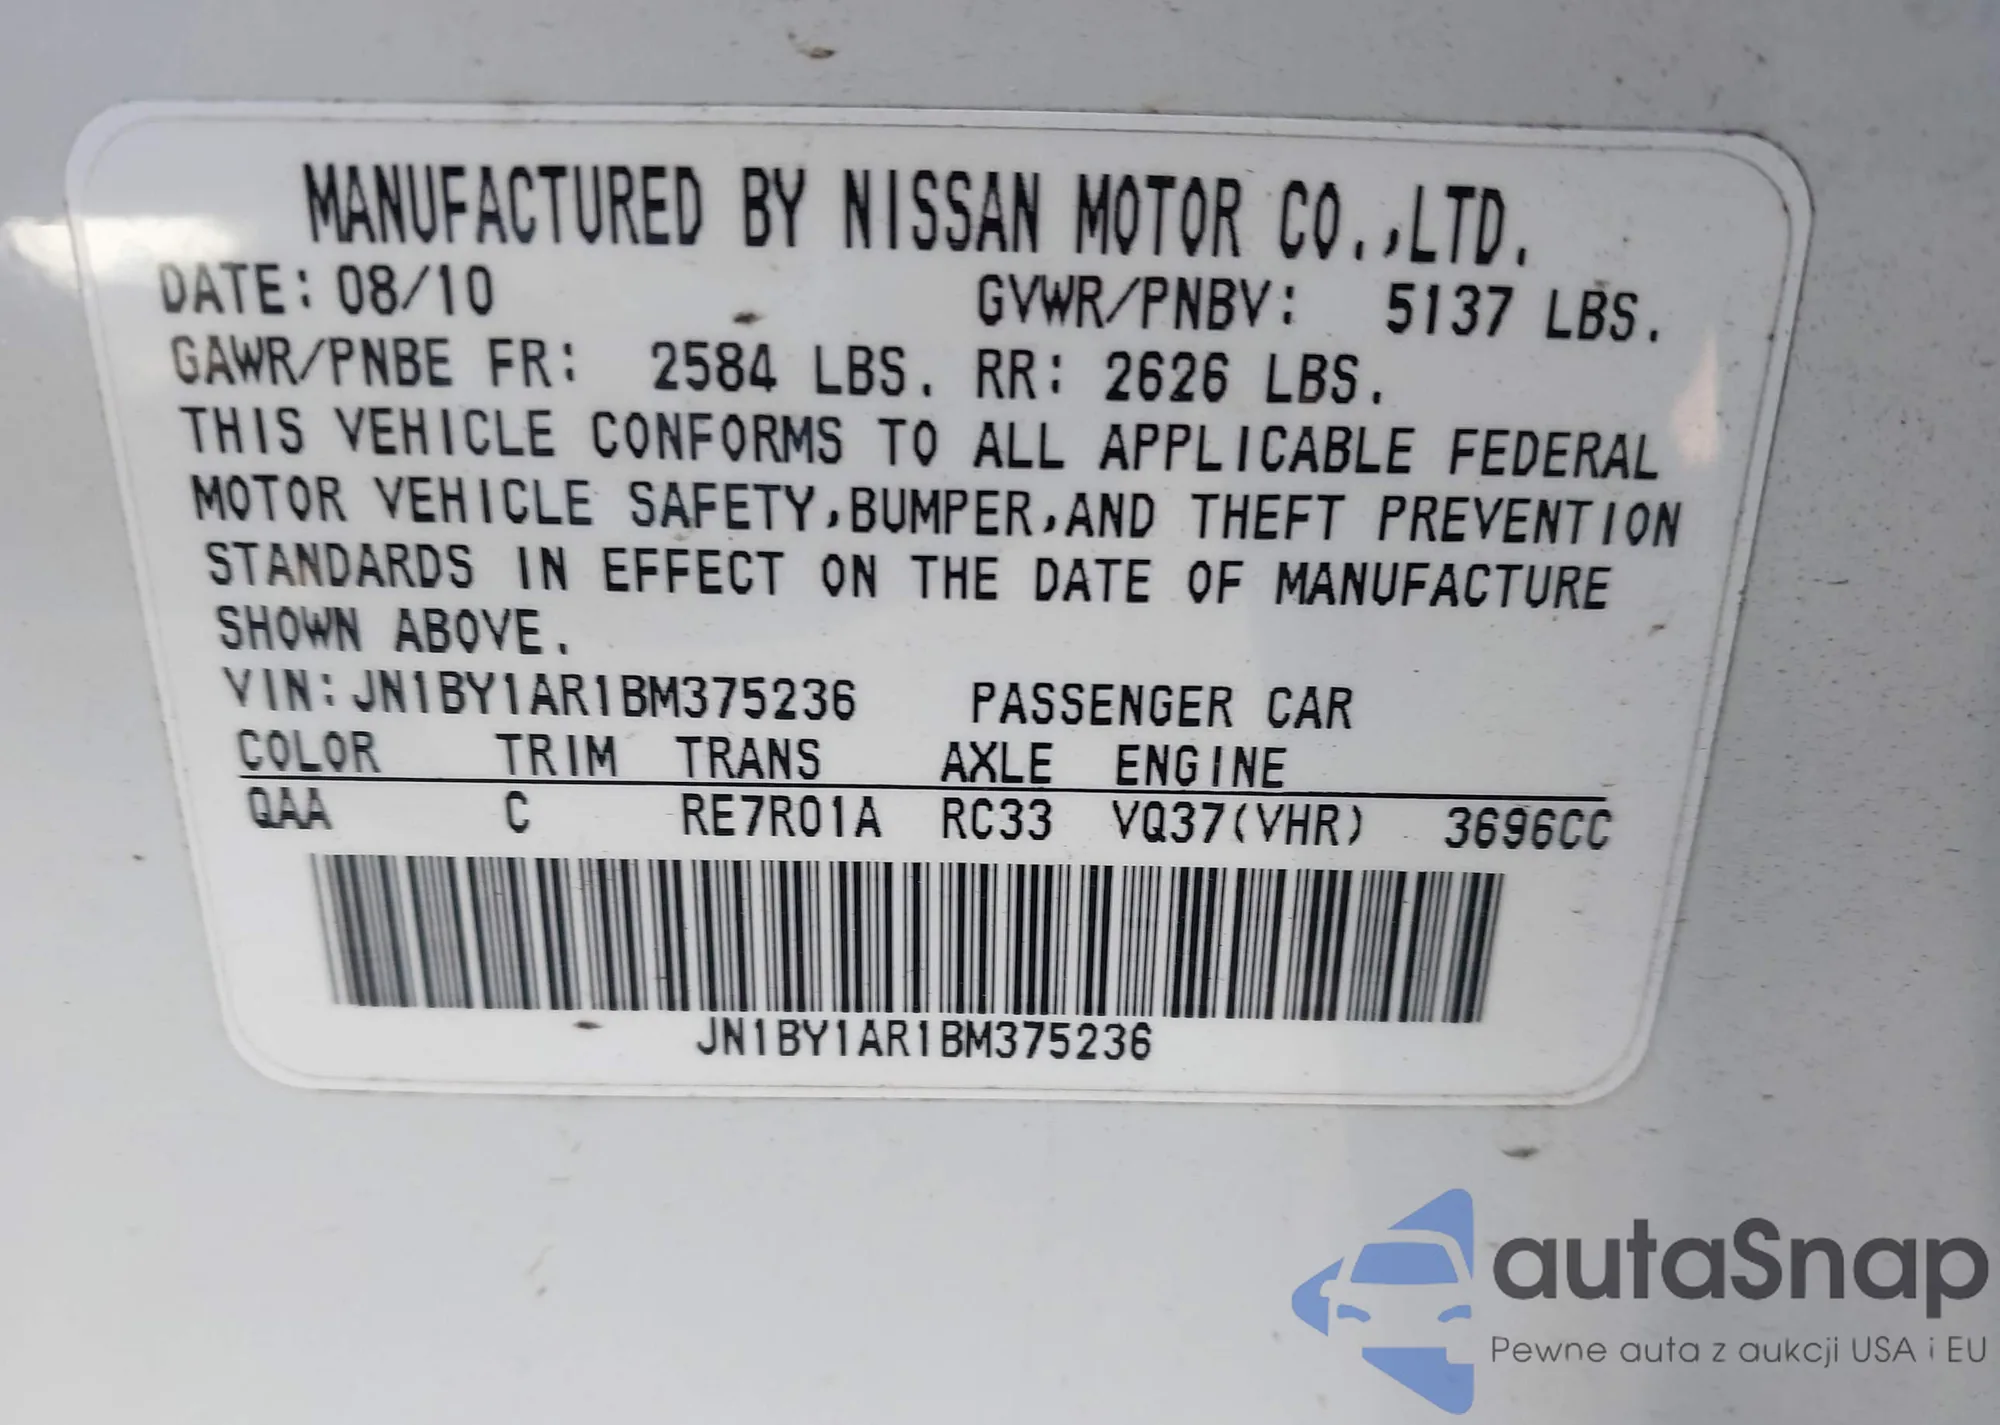 MANUFACTURED BY NISSAN MOTOR CO.,LTD.
DATE: 08/10 GVWR/PNBV: 5137 LBS.
GAWR/PNBE FR: 2584 LBS. RR: 2626 LBS.
THIS VEHICLE CONFORMS TO ALL APPLICABLE FEDERAL
MOTOR VEHICLE SAFETY,BUMPER,AND THEFT PREVENTION
STANDARDS IN EFFECT ON THE DATE OF MANUFACTURE
SHOWN ABOVE.
VIN:JN1BY1AR1BM375236 PASSENGER CAR
COLOR TRIM TRANS AXLE ENGINE
QAA C RE7R01A RC33 VQ37(VHR) 3696CC
JN1BY1AR1BM375236
autaSnap
Pewne auta z aukcji USA i EU